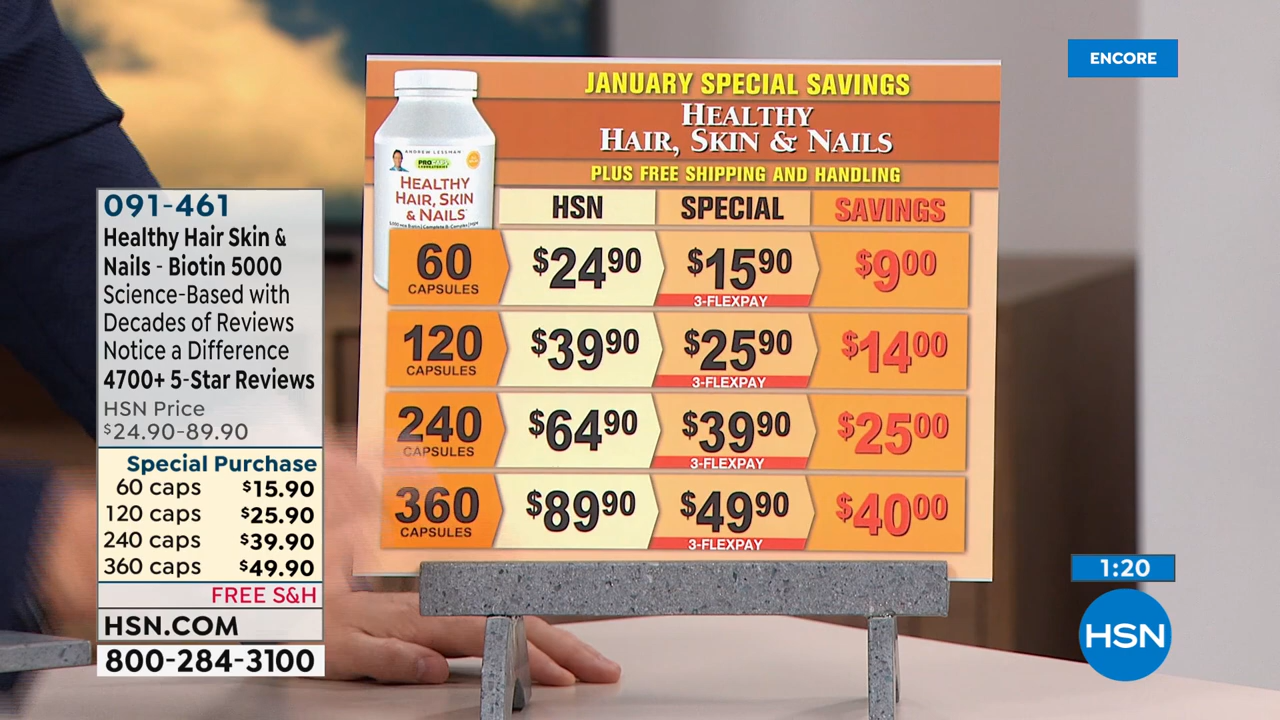 ENCORE
091-461
Healthy Hair Skin &
Nails - Biotin 5000
Science-Based with
Decades of Reviews
Notice a Difference
4700+ 5-Star Reviews
HSN Price
$24.90-89.90
Special Purchase
60 caps $15.90
120 caps $25.90
240 caps $39.90
360 caps $49.90
FREE S&H
HSN.COM
800-284-3100
JANUARY SPECIAL SAVINGS
HEALTHY
HAIR, SKIN & NAILS
PLUS FREE SHIPPING AND HANDLING
ANDREW LESSMAN
PROCAPS
LABORATORIES
HEALTHY
HAIR, SKIN
& NAILS
HSN SPECIAL SAVINGS
60 CAPSULES $24.90 $15.90 $9.00
3-FLEXPAY
120 CAPSULES $39.90 $25.90 $14.00
3-FLEXPAY
240 CAPSULES $64.90 $39.90 $25.00
3-FLEXPAY
360 CAPSULES $89.90 $49.90 $40.00
3-FLEXPAY
1:20
HSN